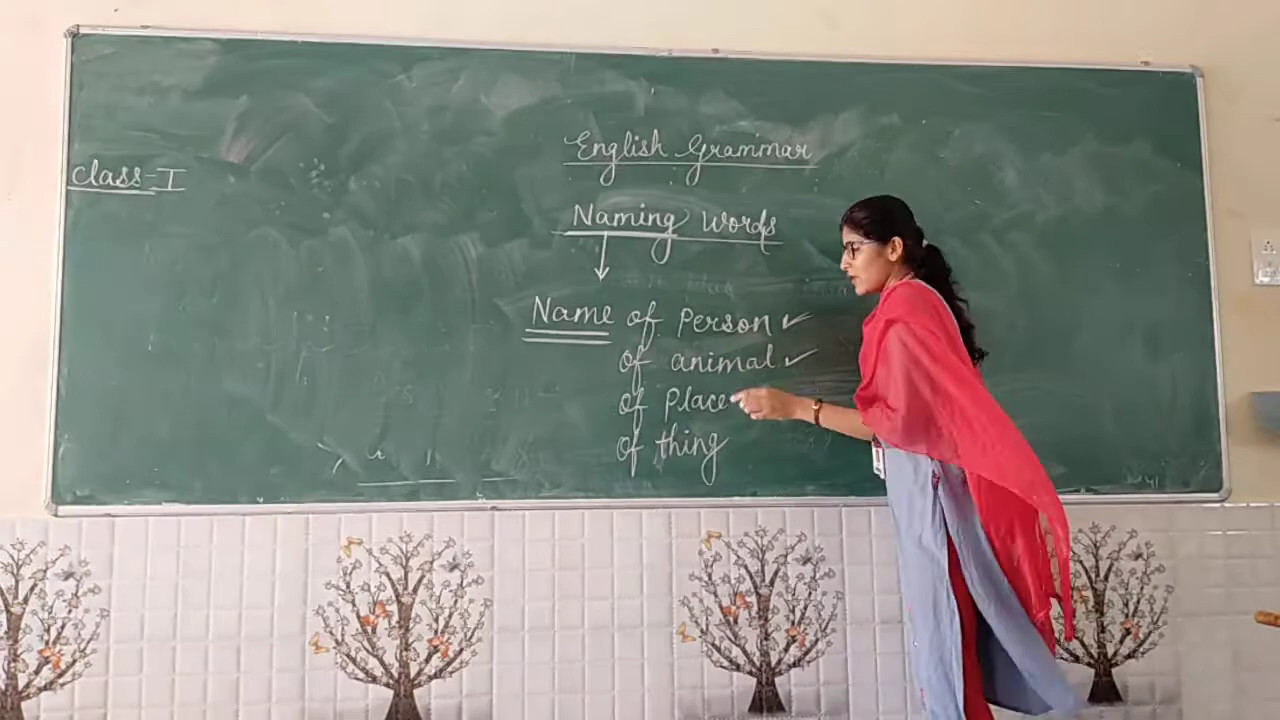 English Grammar
Class-I
Naming Words
Name of Person ✓
of animal ✓
of Place
of thing